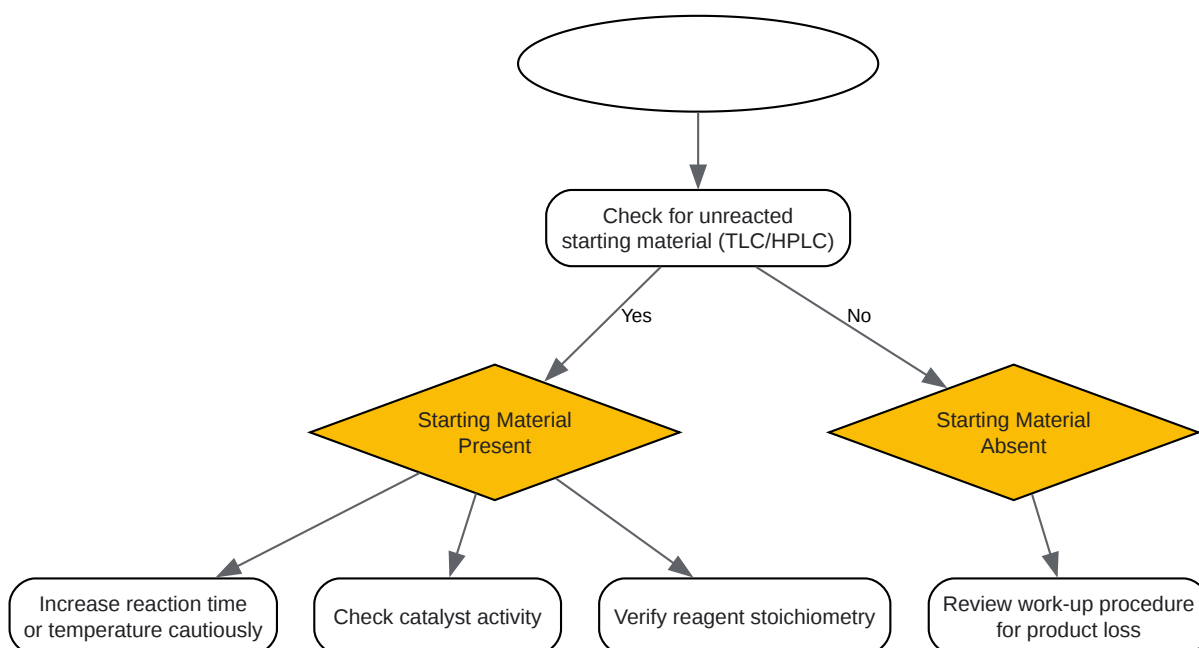 Check for unreacted
starting material (TLC/HPLC)
Yes
No
Starting Material
Present
Starting Material
Absent
Increase reaction time
or temperature cautiously
Check catalyst activity
Verify reagent stoichiometry
Review work-up procedure
for product loss